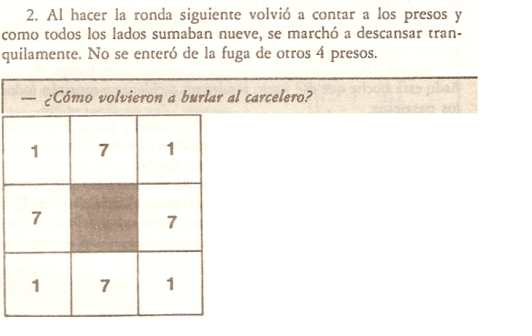 2. Al hacer la ronda siguiente volvió a contar a los presos y
como todos los lados sumaban nueve, se marchó a descansar tran-
quilamente. No se enteró de la fuga de otros 4 presos.
— ¿Cómo volvieron a burlar al carcelero?
1 7 1
7 7
1 7 1